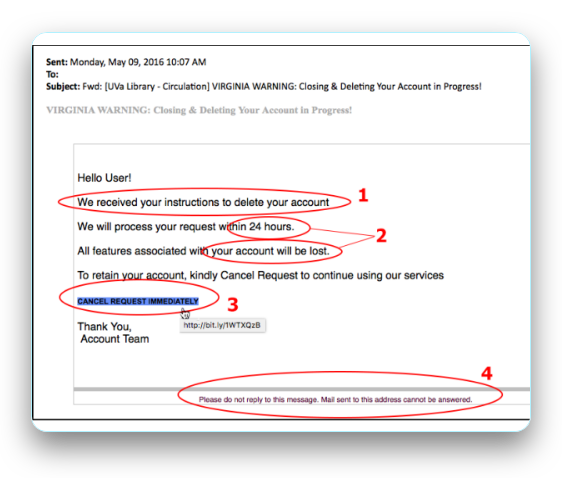 Sent: Monday, May 09, 2016 10:07 AM
To:
Subject: Fwd: [UVa Library - Circulation] VIRGINIA WARNING: Closing & Deleting Your Account in Progress!
VIRGINIA WARNING: Closing & Deleting Your Account in Progress!
Hello User!
We received your instructions to delete your account 1
We will process your request within 24 hours.
2
All features associated with your account will be lost.
To retain your account, kindly Cancel Request to continue using our services
CANCEL REQUEST IMMEDIATELY 3
http://bit.ly/1WTXQzB
Thank You,
Account Team
4
Please do not reply to this message. Mail sent to this address cannot be answered.